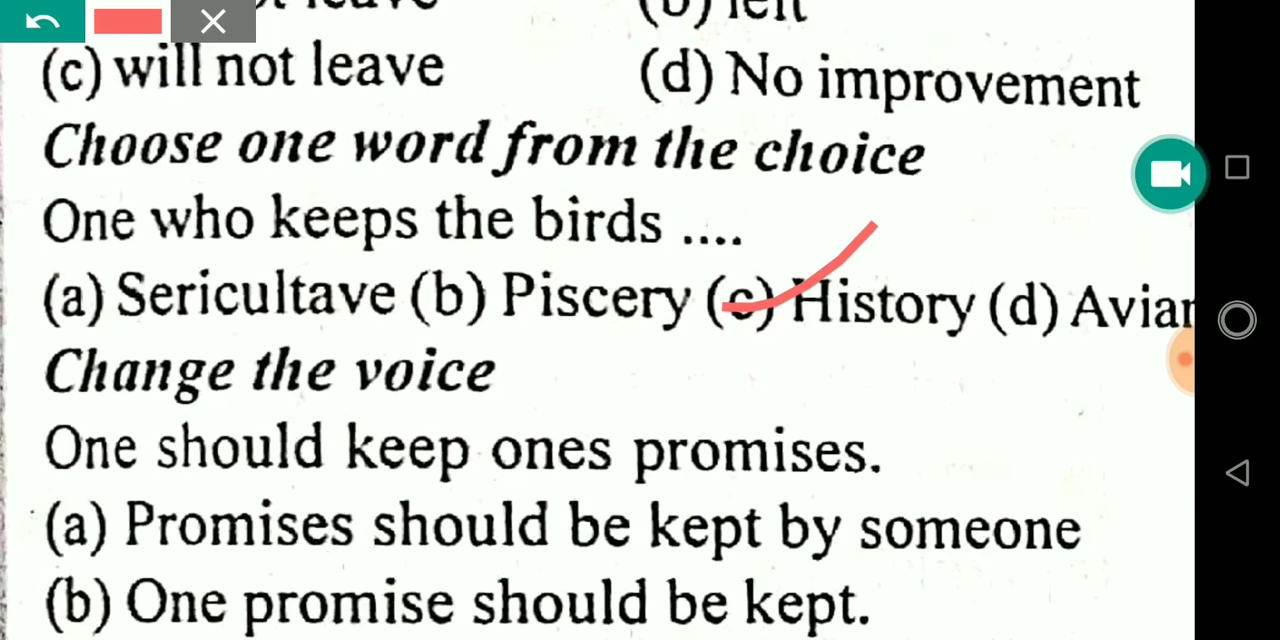 (b) left
(c) will not leave (d) No improvement
Choose one word from the choice
One who keeps the birds ....
(a) Sericultave (b) Piscery (c) History (d) Aviar
Change the voice
One should keep ones promises.
(a) Promises should be kept by someone
(b) One promise should be kept.